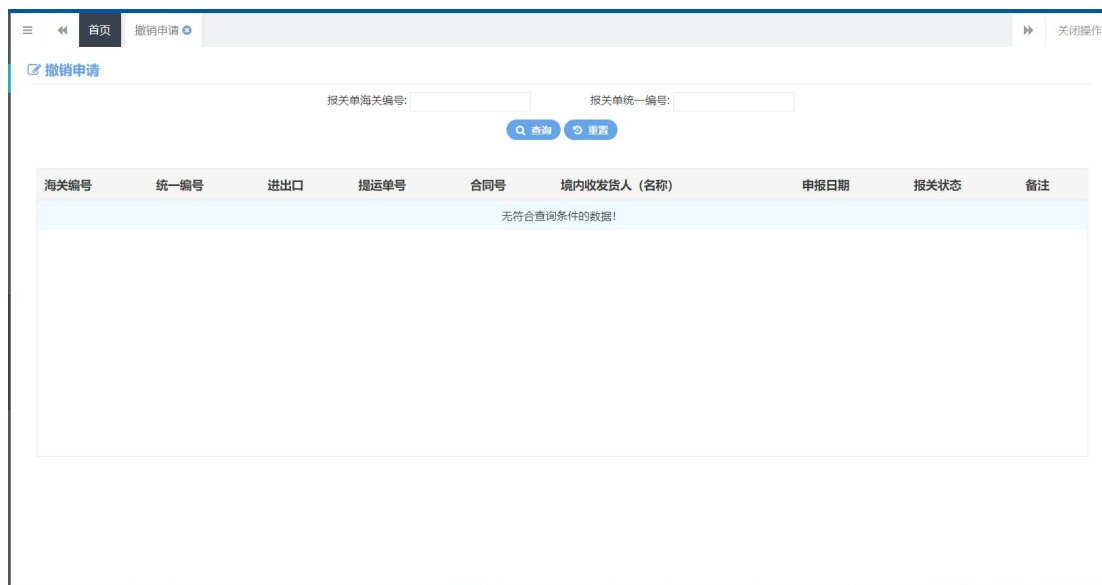 首页 撤销申请 关闭操作
撤销申请
报关单海关编号: 报关单统一编号:
查询 重置
海关编号 统一编号 进出口 提运单号 合同号 境内收发货人（名称） 申报日期 报关状态 备注
无符合查询条件的数据!